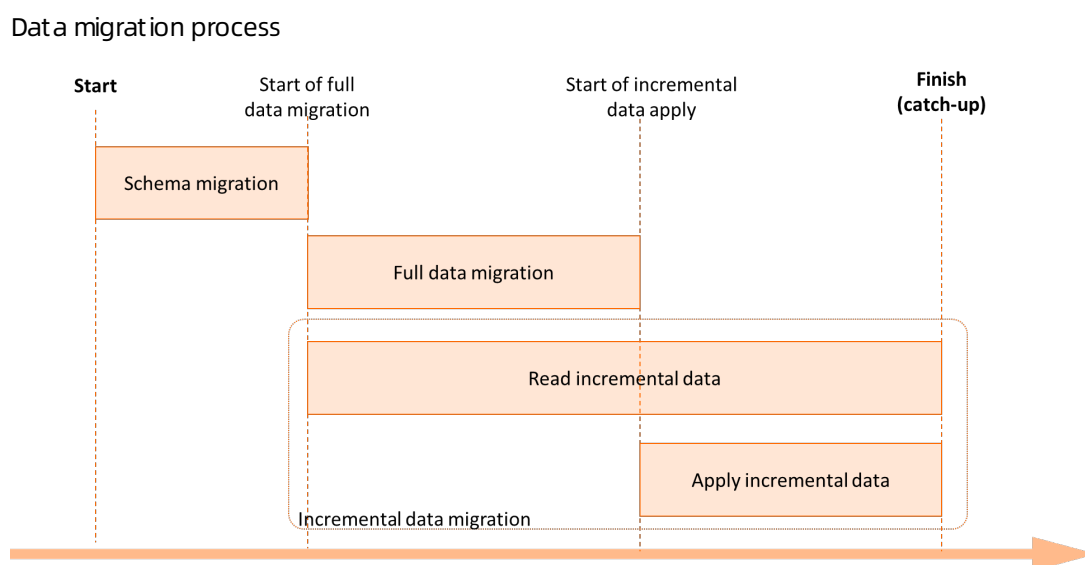 Data migration process
Start
Start of full
data migration
Start of incremental
data apply
Finish
(catch-up)
Schema migration
Full data migration
Read incremental data
Apply incremental data
Incremental data migration